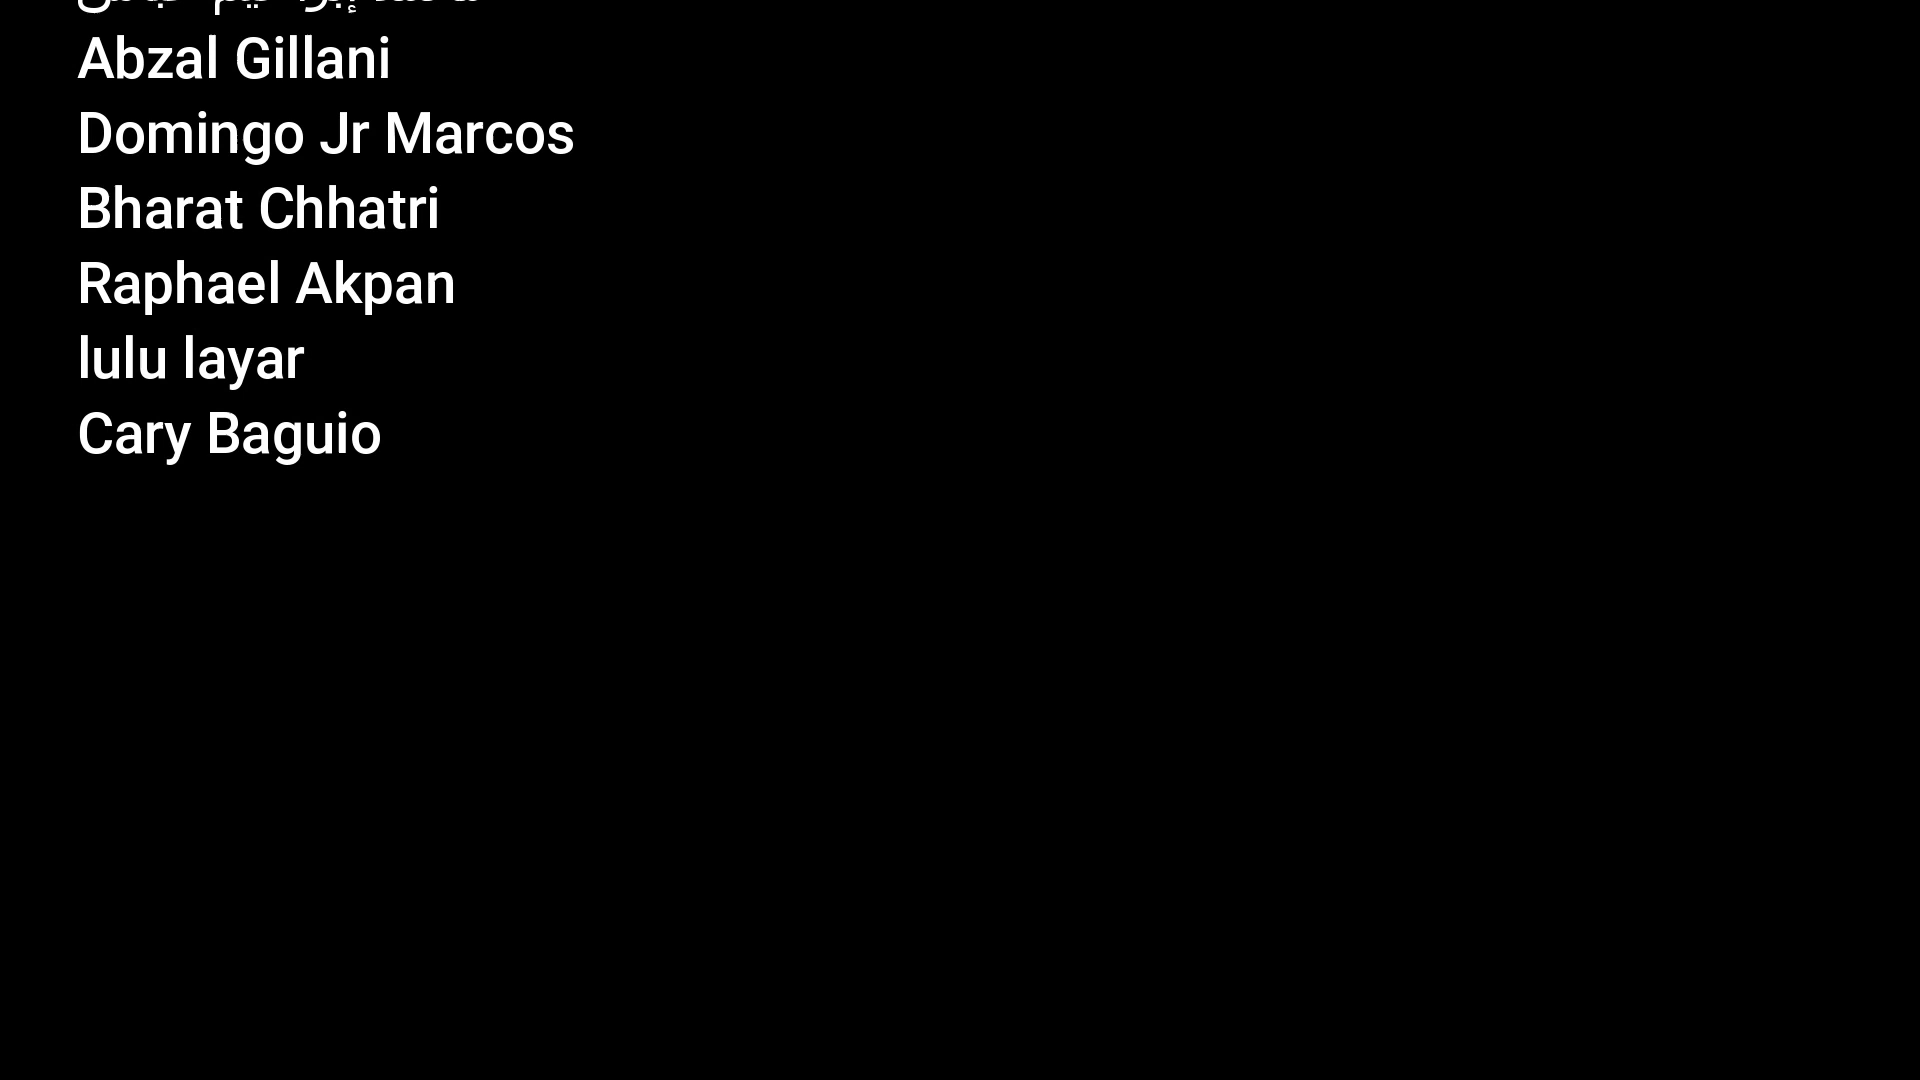 Abzal Gillani
Domingo Jr Marcos
Bharat Chhatri
Raphael Akpan
lulu layar
Cary Baguio